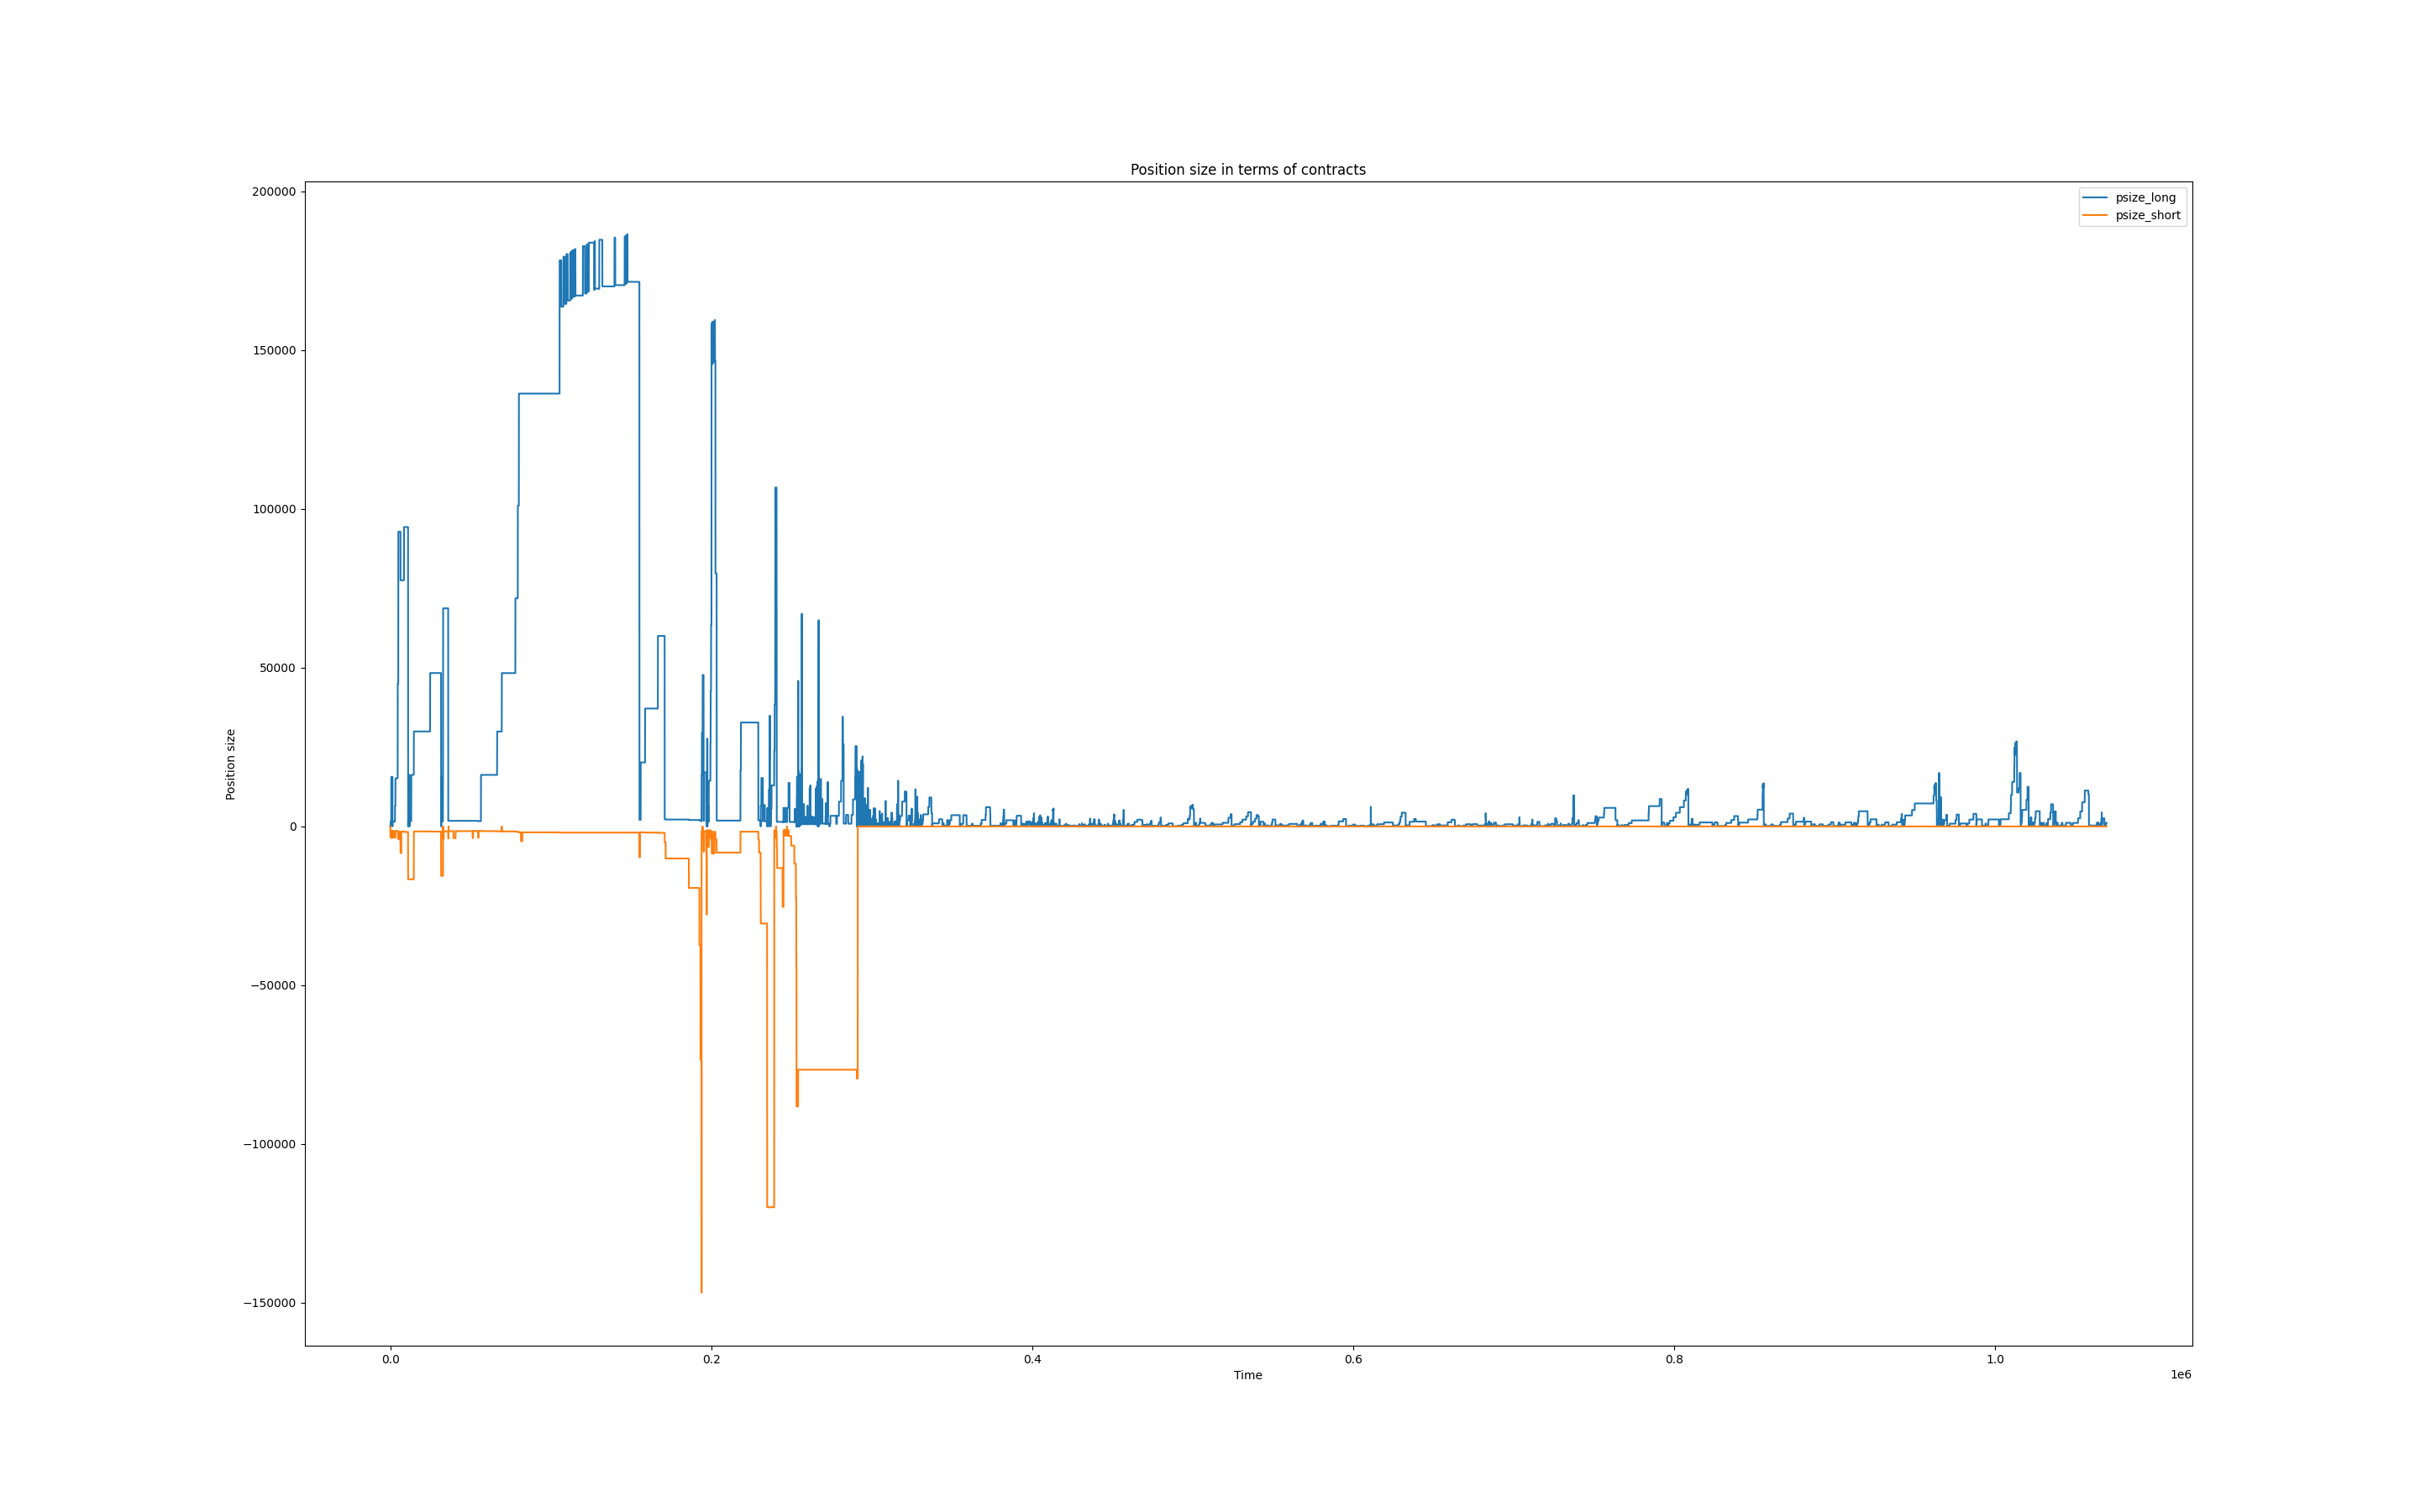 Position size in terms of contracts
psize_long
psize_short
200000
150000
100000
50000
0
−50000
−100000
−150000
Position size
0.0
0.2
0.4
0.6
0.8
1.0
1e6
Time